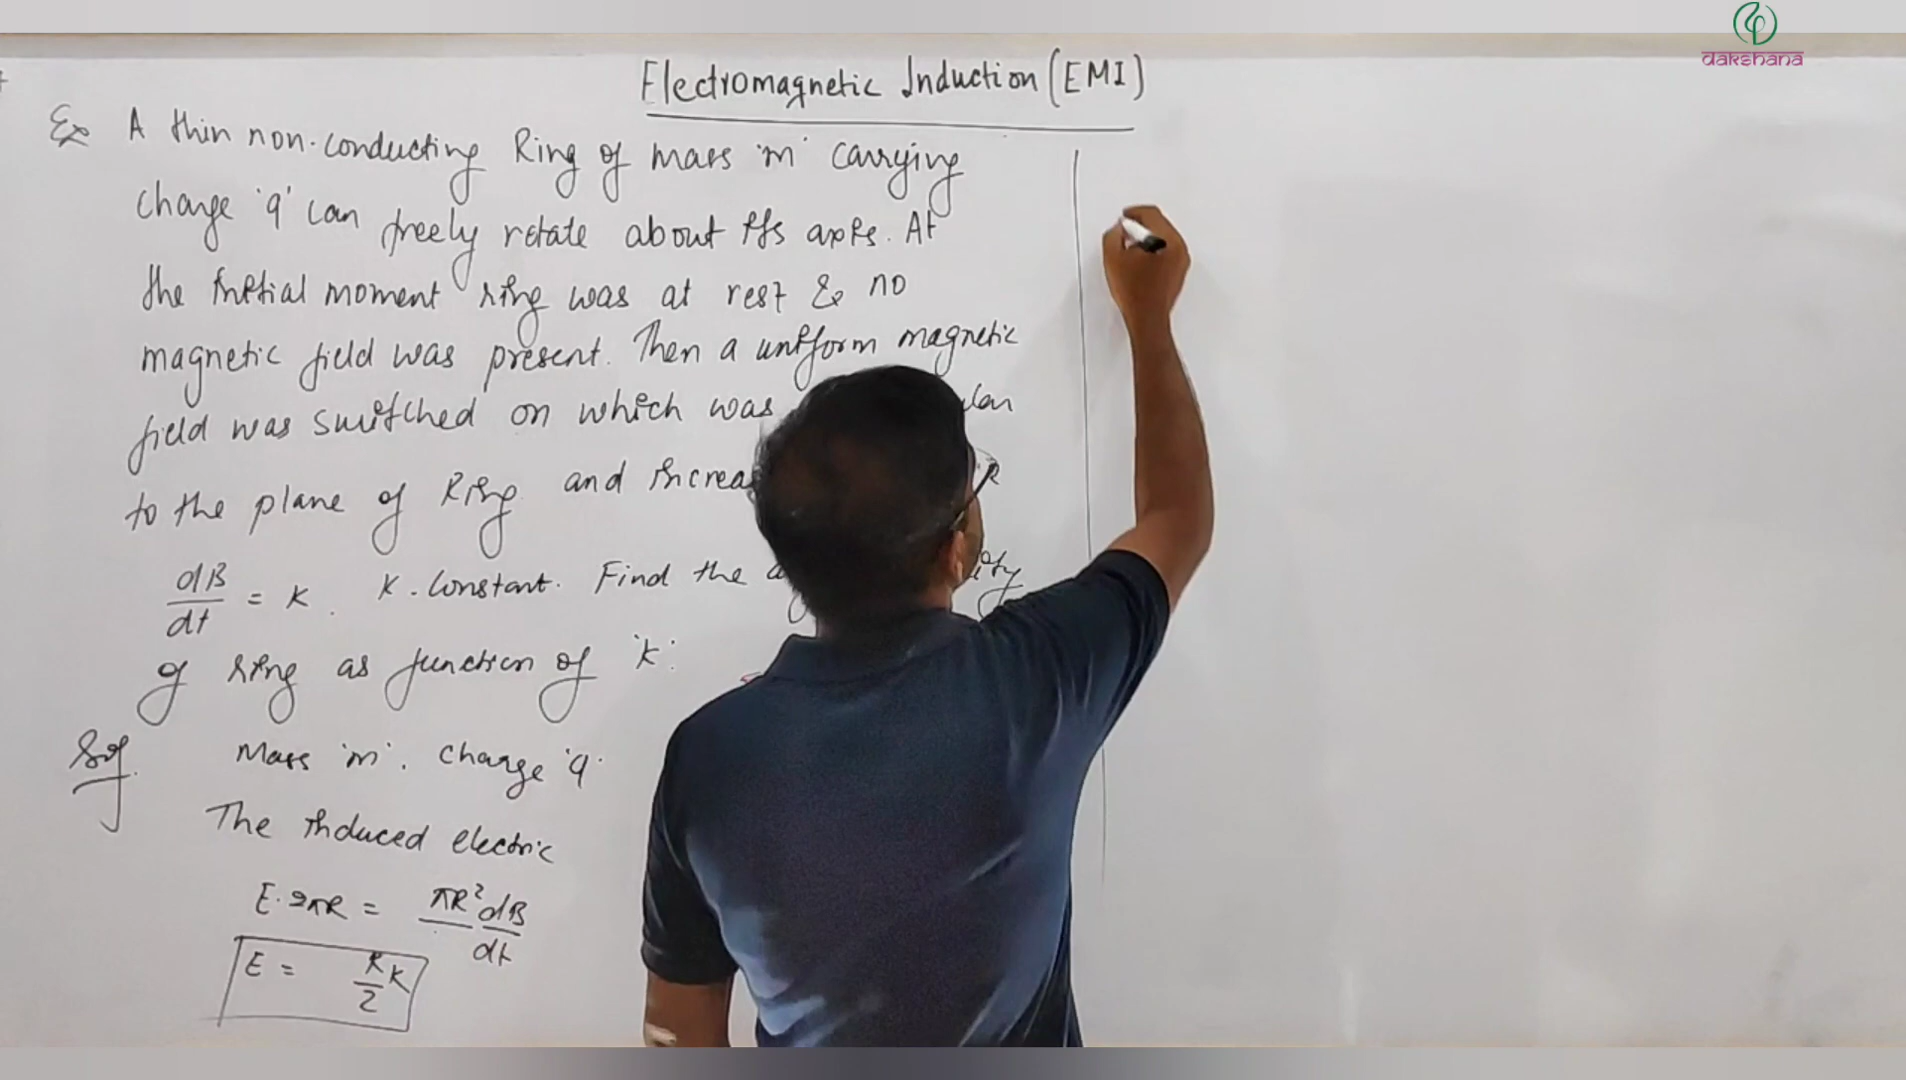 dakshana
Electromagnetic Induction (EMI)
Ex A thin non-conducting Ring of mass 'm' carrying
charge 'q' can freely rotate about its axis. At
the initial moment ring was at rest & no
magnetic field was present. Then a uniform magnetic
field was switched on which was
to the plane of Ring and
dB/dt = K. K-constant. Find the
of ring as function of 'k'.
Sol. Mass 'm', charge 'q'
The induced electric
E. 2πR = πR² dB/dt
E = R/2 K